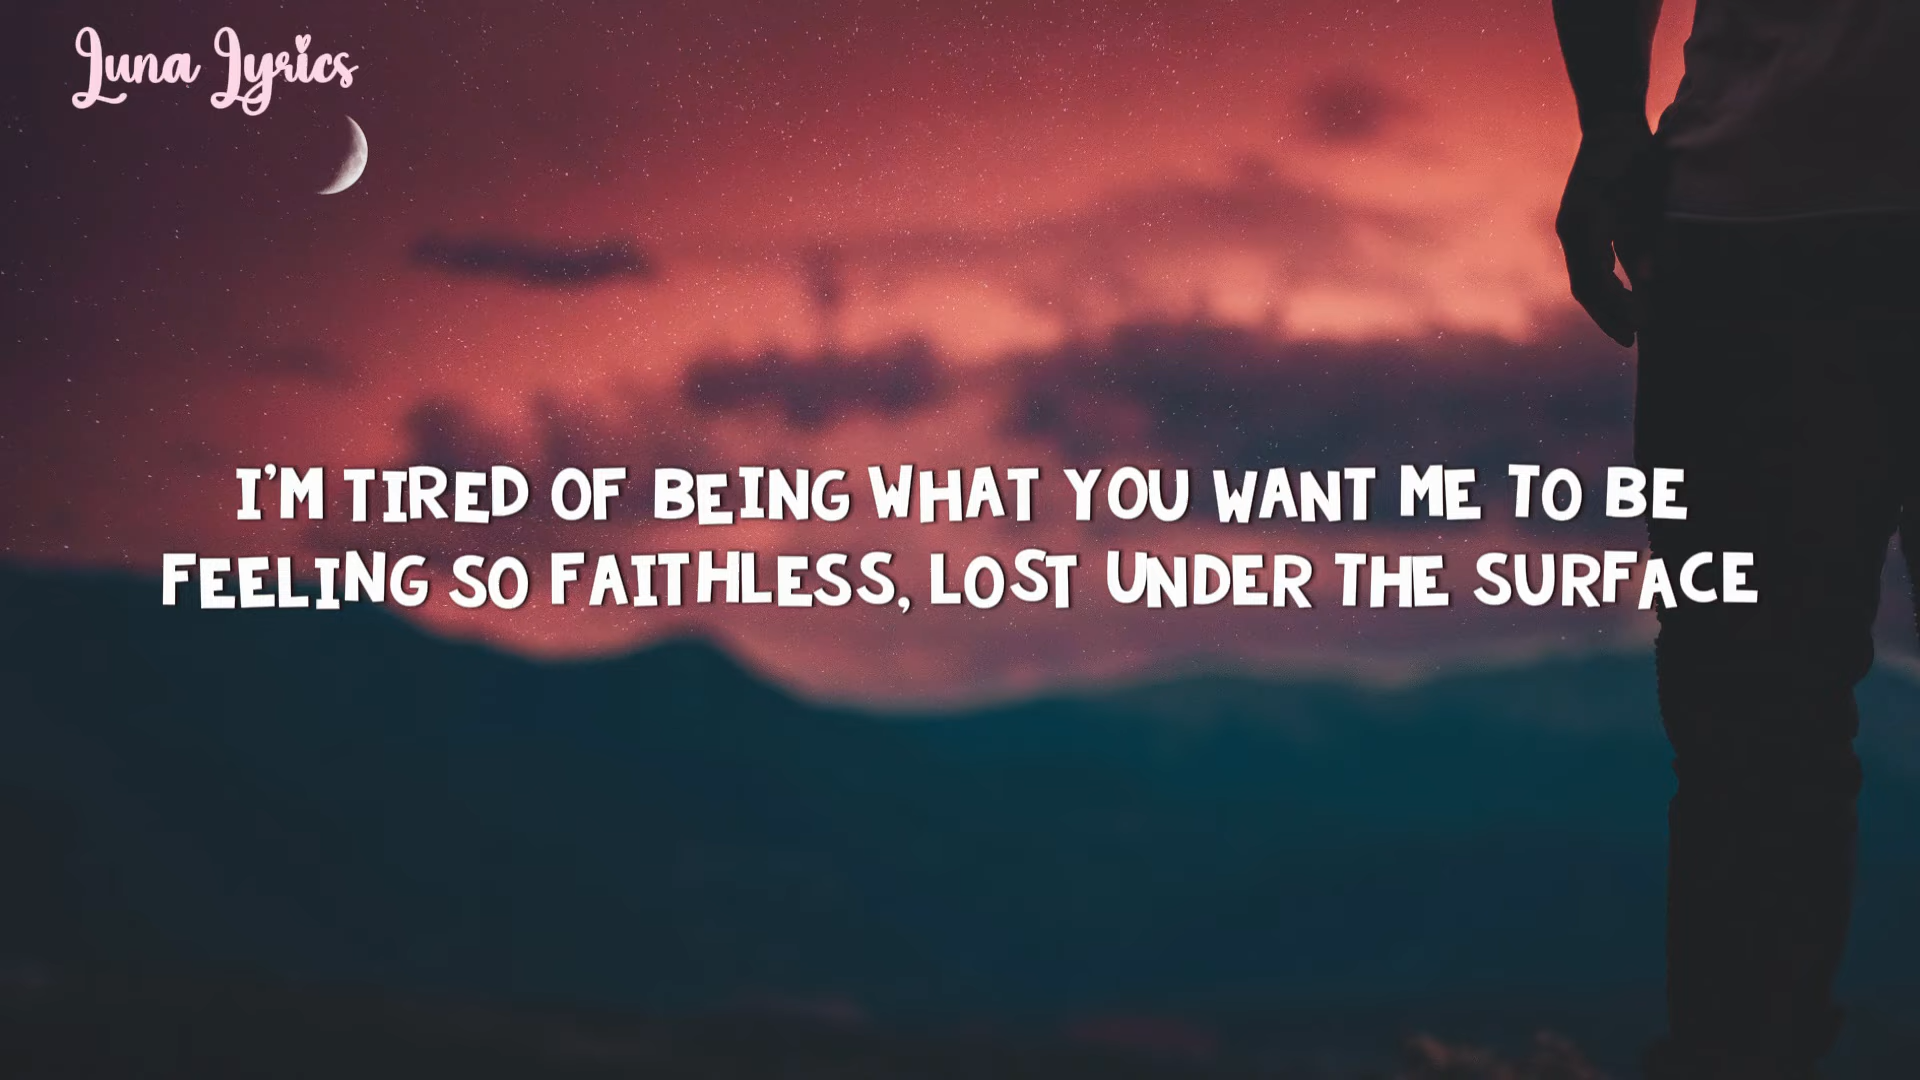 Luna Lyrics
I'M TIRED OF BEING WHAT YOU WANT ME TO BE
FEELING SO FAITHLESS, LOST UNDER THE SURFACE